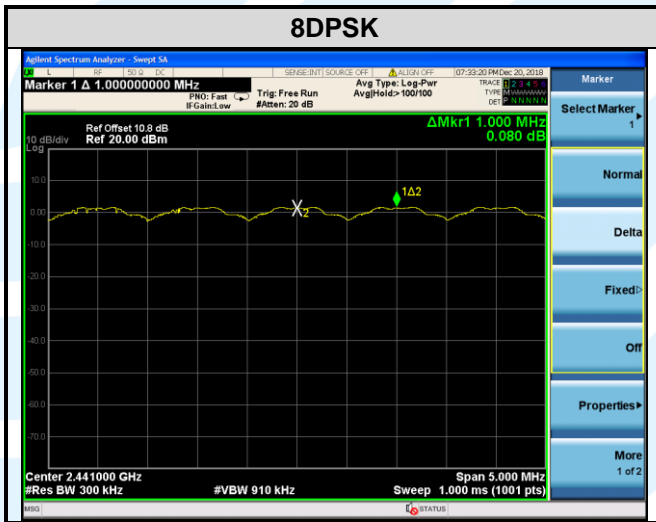 8DPSK
Agilent Spectrum Analyzer - Swept SA
L RF 50 Ω DC SENSE:INT SOURCE OFF ALIGN OFF 07:33:20 PM Dec 20, 2018
Marker 1 Δ 1.000000000 MHz
PNO: Fast
IFGain:Low
Trig: Free Run
#Atten: 20 dB
Avg Type: Log-Pwr
Avg|Hold>100/100
TRACE 1 2 3 4 5 6
TYPE M
DET P N N N N N
Ref Offset 10.8 dB
10 dB/div Ref 20.00 dBm
Log
ΔMkr1 1.000 MHz
0.080 dB
10.0
0.00
-10.0
-20.0
-30.0
-40.0
-50.0
-60.0
-70.0
1Δ2
2
Center 2.441000 GHz
Span 5.000 MHz
#Res BW 300 kHz #VBW 910 kHz Sweep 1.000 ms (1001 pts)
MSG STATUS
Marker
Select Marker
1
Normal
Delta
Fixed
Off
Properties
More
1 of 2